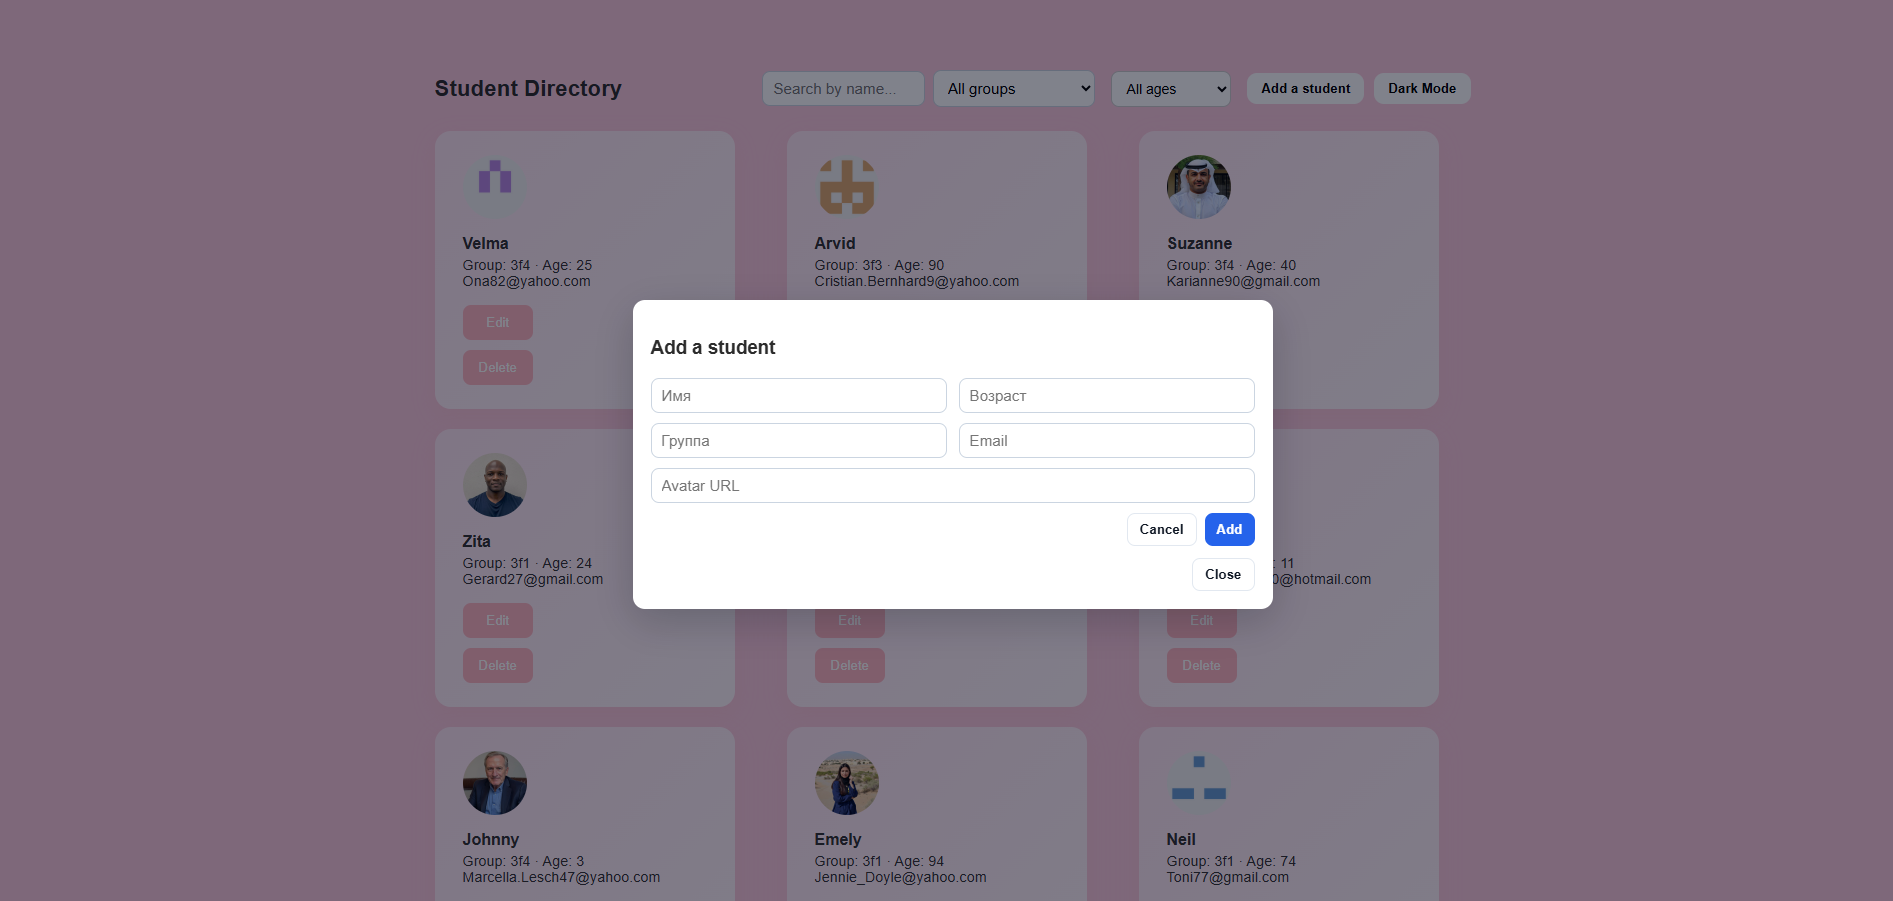 Student Directory
Search by name...
All groups
All ages
Add a student
Dark Mode
Velma
Group: 3f4 · Age: 25
Ona82@yahoo.com
Edit
Delete
Arvid
Group: 3f3 · Age: 90
Cristian.Bernhard9@yahoo.com
Suzanne
Group: 3f4 · Age: 40
Karianne90@gmail.com
Add a student
Имя
Возраст
Группа
Email
Avatar URL
Cancel
Add
Close
Zita
Group: 3f1 · Age: 24
Gerard27@gmail.com
Edit
Delete
Edit
Delete
: 11
0@hotmail.com
Edit
Delete
Johnny
Group: 3f4 · Age: 3
Marcella.Lesch47@yahoo.com
Emely
Group: 3f1 · Age: 94
Jennie_Doyle@yahoo.com
Neil
Group: 3f1 · Age: 74
Toni77@gmail.com